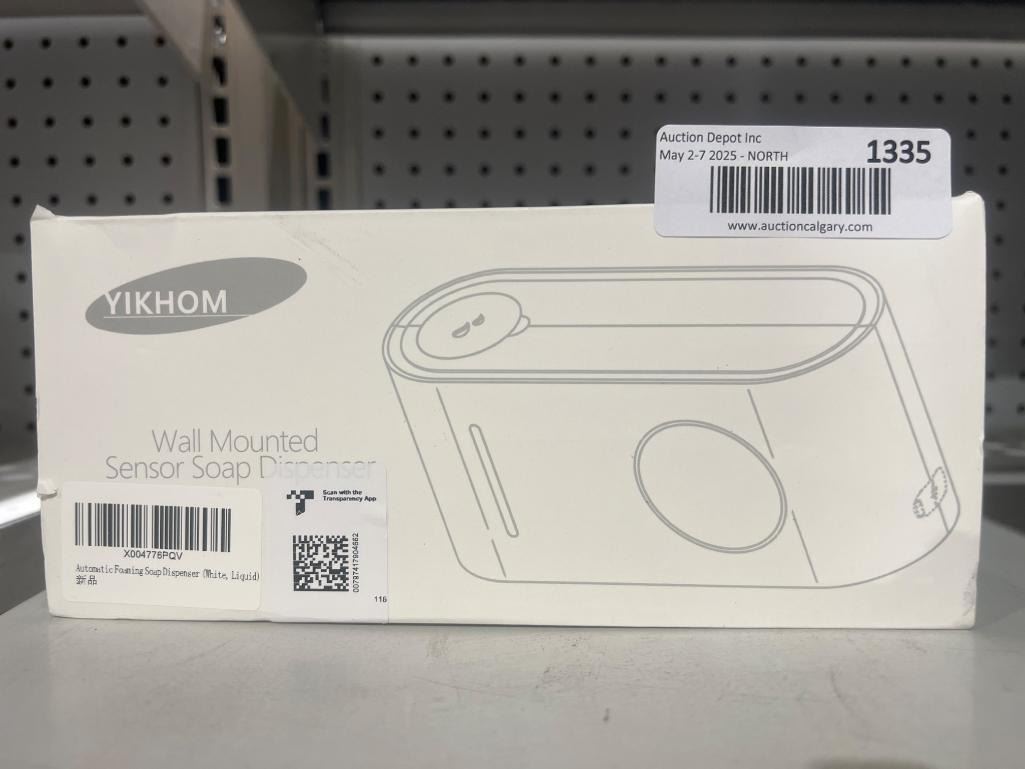 Auction Depot Inc
May 2-7 2025 - NORTH
1335
www.auctioncalgary.com
YIKHOM
Wall Mounted
Sensor Soap Dispenser
Scan with the
Transparency App
X004776PQV
Automatic Foaming Soap Dispenser (White, Liquid)
新品
00797417904662
116